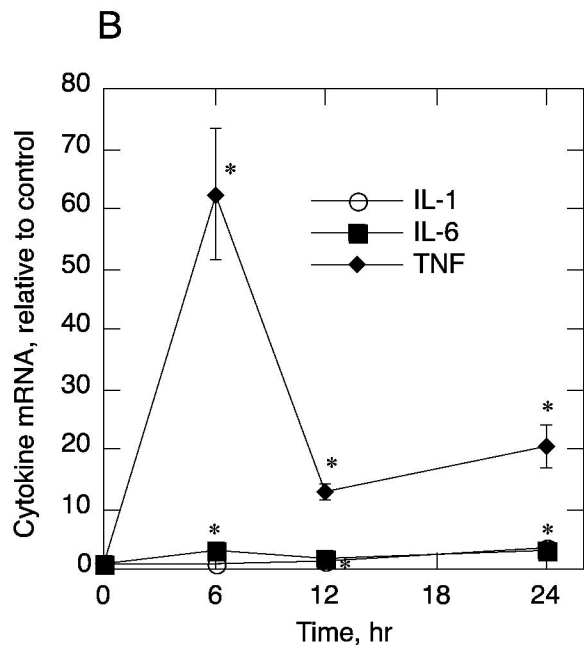 B
Cytokine mRNA, relative to control
80
70
60
50
40
30
20
10
0
IL-1
IL-6
TNF
*
*
*
*
*
*
0 6 12 18 24
Time, hr